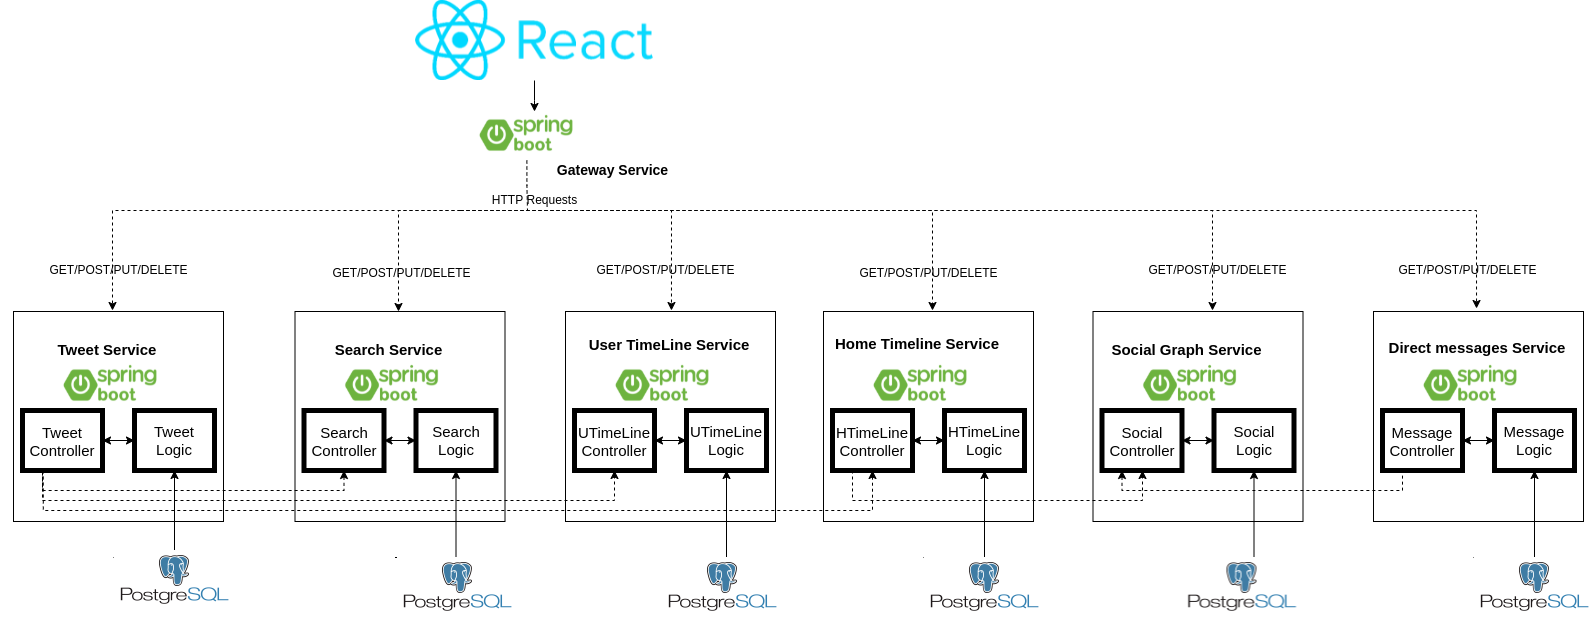 React
spring
boot
Gateway Service
HTTP Requests
GET/POST/PUT/DELETE
GET/POST/PUT/DELETE
GET/POST/PUT/DELETE
GET/POST/PUT/DELETE
GET/POST/PUT/DELETE
GET/POST/PUT/DELETE
Tweet Service
spring
boot
Tweet
Controller
Tweet
Logic
PostgreSQL
Search Service
spring
boot
Search
Controller
Search
Logic
PostgreSQL
User TimeLine Service
spring
boot
UTimeLine
Controller
UTimeLine
Logic
PostgreSQL
Home Timeline Service
spring
boot
HTimeLine
Controller
HTimeLine
Logic
PostgreSQL
Social Graph Service
spring
boot
Social
Controller
Social
Logic
PostgreSQL
Direct messages Service
spring
boot
Message
Controller
Message
Logic
PostgreSQL